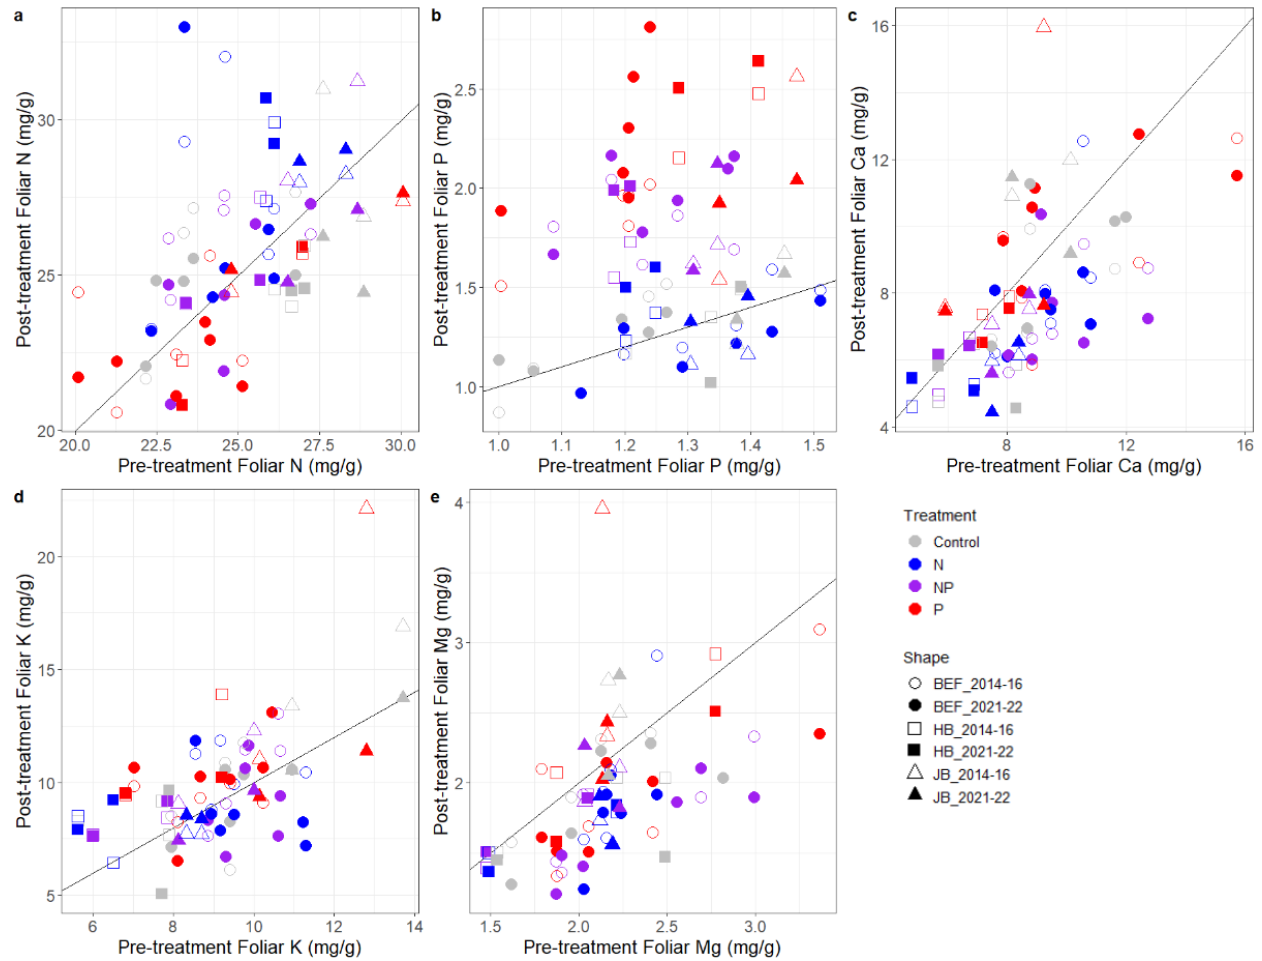 a
Post-treatment Foliar N (mg/g)
30
25
20
20.0 22.5 25.0 27.5 30.0
Pre-treatment Foliar N (mg/g)
b
Post-treatment Foliar P (mg/g)
2.5
2.0
1.5
1.0
1.0 1.1 1.2 1.3 1.4 1.5
Pre-treatment Foliar P (mg/g)
c
Post-treatment Foliar Ca (mg/g)
16
12
8
4
8 12 16
Pre-treatment Foliar Ca (mg/g)
d
Post-treatment Foliar K (mg/g)
20
15
10
5
6 8 10 12 14
Pre-treatment Foliar K (mg/g)
e
Post-treatment Foliar Mg (mg/g)
4
3
2
1.5 2.0 2.5 3.0
Pre-treatment Foliar Mg (mg/g)
Treatment
Control
N
NP
P
Shape
BEF_2014-16
BEF_2021-22
HB_2014-16
HB_2021-22
JB_2014-16
JB_2021-22